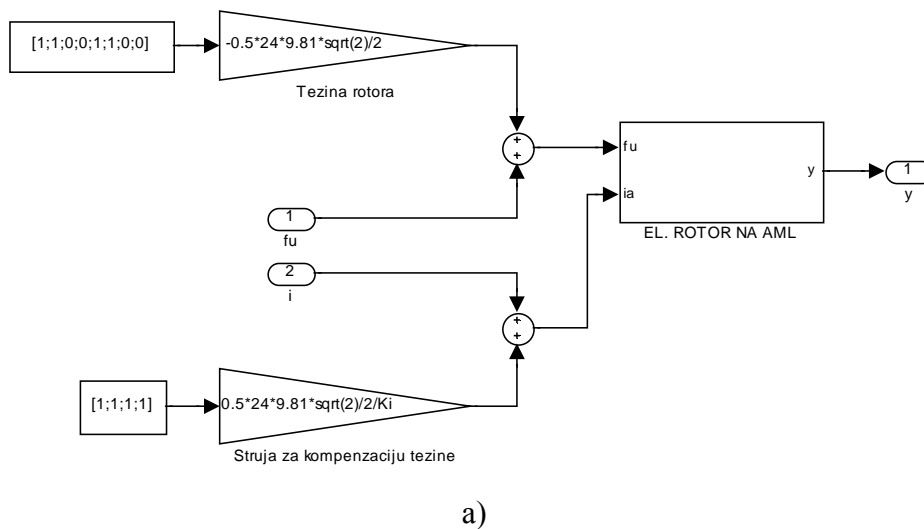 [1;1;0;0;1;1;0;0]
-0.5*24*9.81*sqrt(2)/2
Tezina rotora
+
+
fu
ia
y
EL. ROTOR NA AML
1
y
1
fu
2
i
+
+
[1;1;1;1]
0.5*24*9.81*sqrt(2)/2/Ki
Struja za kompenzaciju tezine
a)